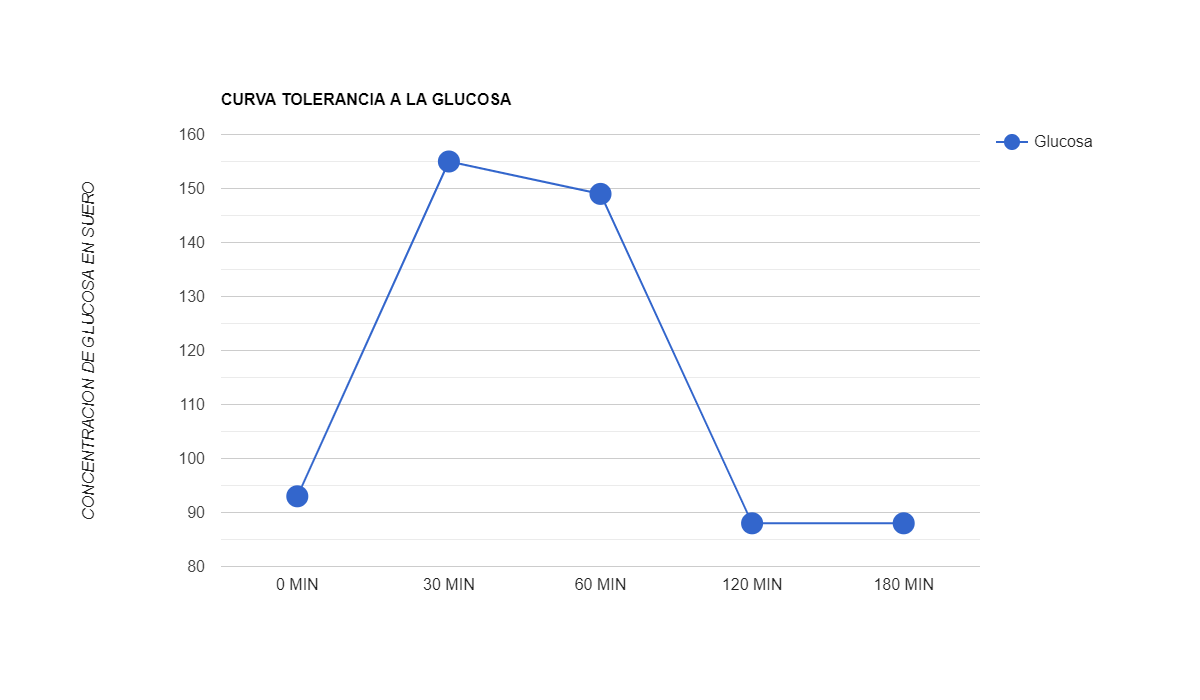 CURVA TOLERANCIA A LA GLUCOSA
Glucosa
CONCENTRACION DE GLUCOSA EN SUERO
160
150
140
130
120
110
100
90
80
0 MIN
30 MIN
60 MIN
120 MIN
180 MIN